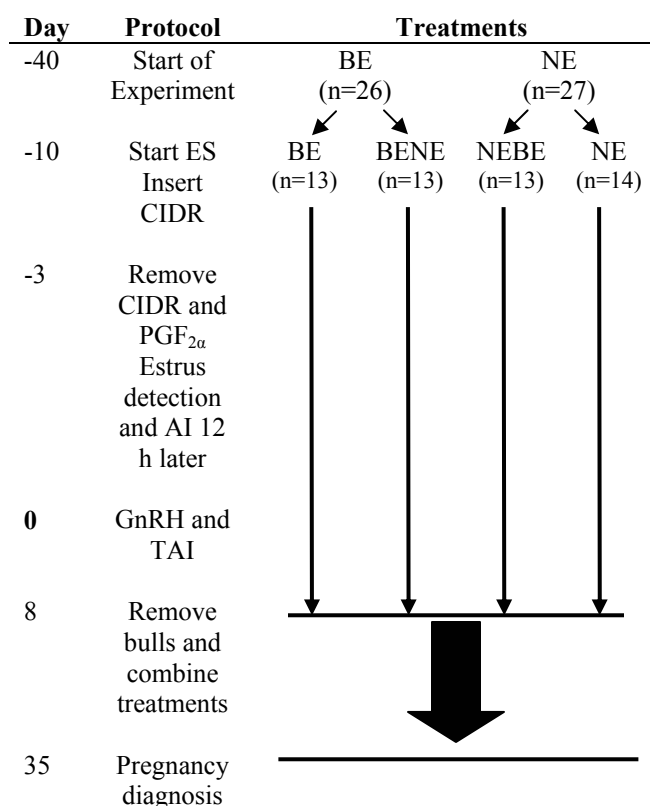 Day Protocol Treatments
-40 Start of BE NE
Experiment (n=26) (n=27)
-10 Start ES BE BENE NEBE NE
Insert (n=13) (n=13) (n=13) (n=14)
CIDR
-3 Remove
CIDR and
PGF2α
Estrus
detection
and AI 12
h later
0 GnRH and
TAI
8 Remove
bulls and
combine
treatments
35 Pregnancy
diagnosis